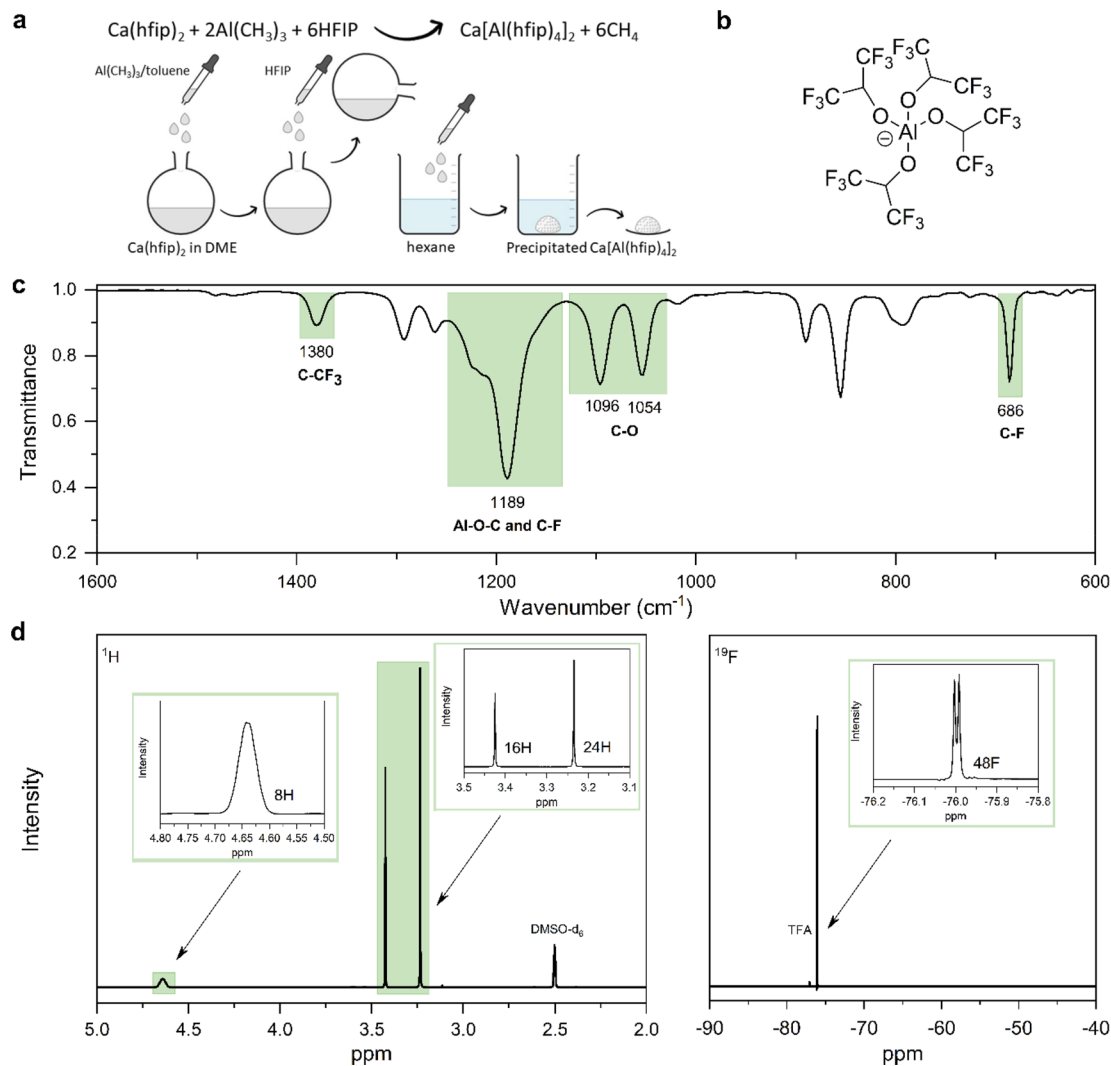 a
Ca(hfip)₂ + 2Al(CH₃)₃ + 6HFIP Ca[Al(hfip)₄]₂ + 6CH₄
Al(CH₃)₃/toluene HFIP
Ca(hfip)₂ in DME hexane Precipitated Ca[Al(hfip)₄]₂
b
CF₃ CF₃
F₃C CF₃
O O
Al O CF₃
⊖
O CF₃
F₃C
CF₃
c
Transmittance
1.0
0.8
0.6
0.4
0.2
1380
C-CF₃
1189
Al-O-C and C-F
1096 1054
C-O
686
C-F
1600 1400 1200 1000 800 600
Wavenumber (cm⁻¹)
d
Intensity
¹H
Intensity
8H
4.80 4.75 4.70 4.65 4.60 4.55 4.50
ppm
Intensity
16H 24H
3.5 3.4 3.3 3.2 3.1
ppm
DMSO-d₆
5.0 4.5 4.0 3.5 3.0 2.5 2.0
ppm
¹⁹F
Intensity
48F
-76.2 -76.1 -76.0 -75.9 -75.8
ppm
TFA
-90 -80 -70 -60 -50 -40
ppm